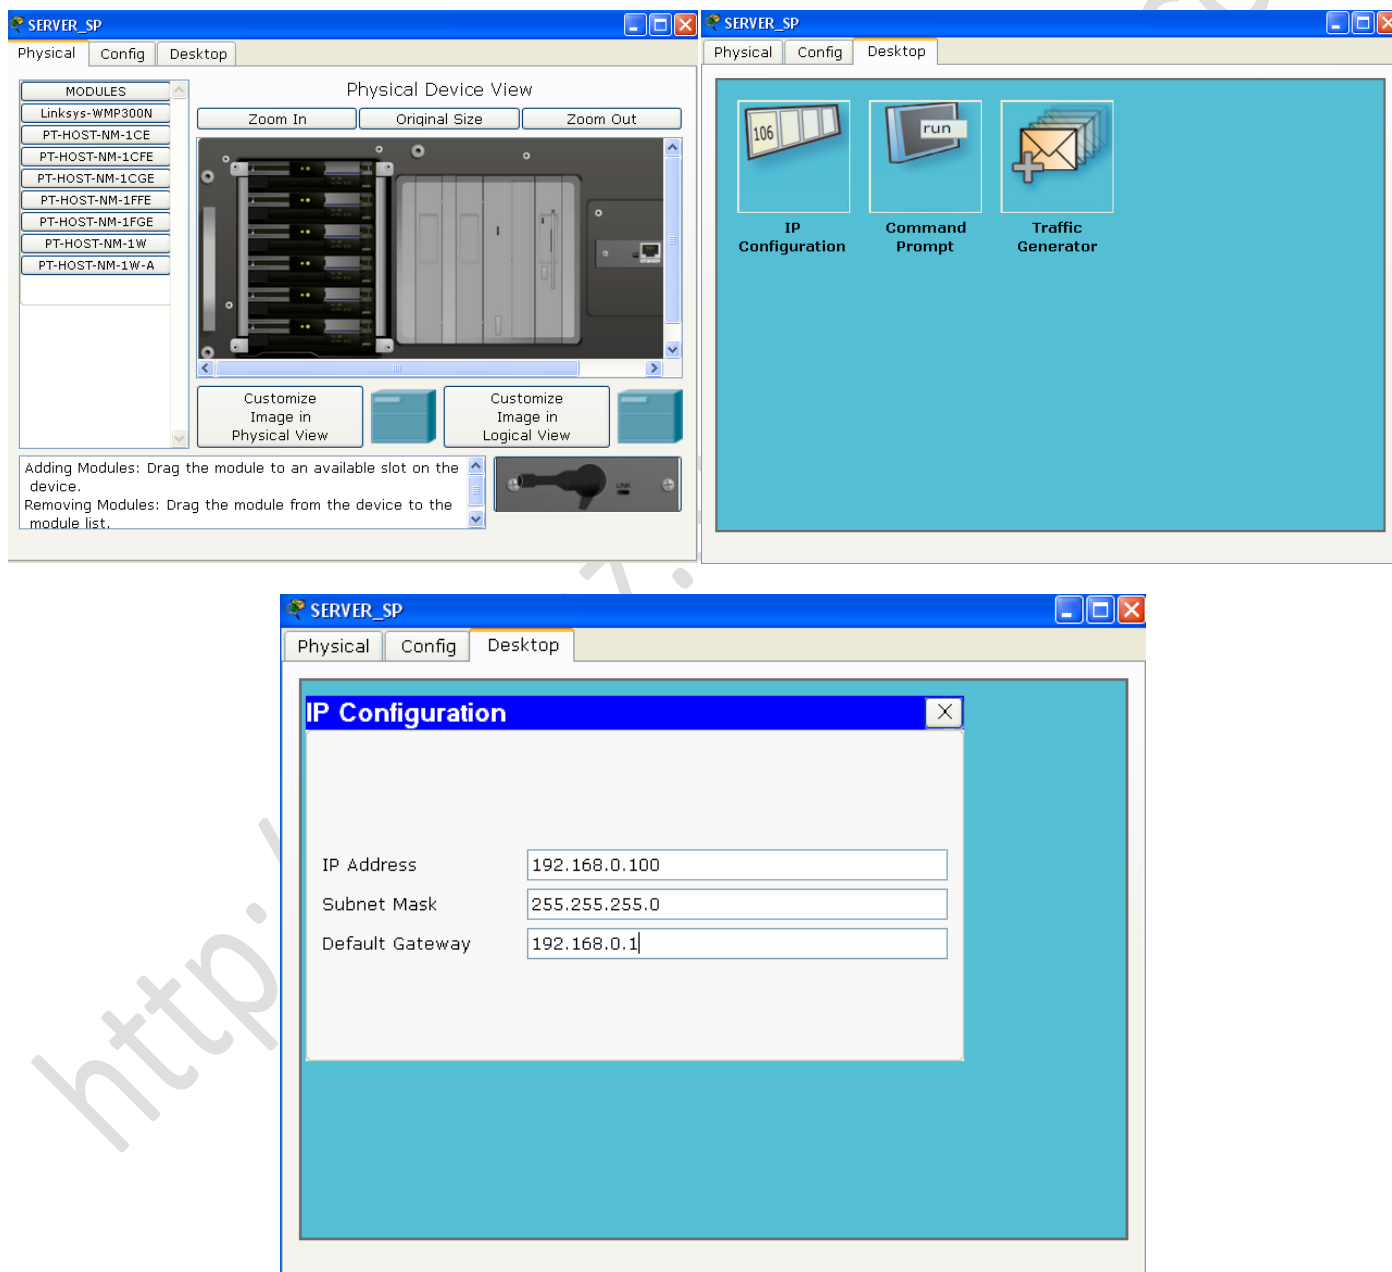 SERVER_SP
Physical Config Desktop
MODULES
Linksys-WMP300N
PT-HOST-NM-1CE
PT-HOST-NM-1CFE
PT-HOST-NM-1CGE
PT-HOST-NM-1FFE
PT-HOST-NM-1FGE
PT-HOST-NM-1W
PT-HOST-NM-1W-A
Physical Device View
Zoom In Original Size Zoom Out
Customize
Image in
Physical View
Customize
Image in
Logical View
Adding Modules: Drag the module to an available slot on the
device.
Removing Modules: Drag the module from the device to the
module list.
LINK
SERVER_SP
Physical Config Desktop
106
run
IP
Configuration
Command
Prompt
Traffic
Generator
SERVER_SP
Physical Config Desktop
IP Configuration
IP Address 192.168.0.100
Subnet Mask 255.255.255.0
Default Gateway 192.168.0.1
http:/